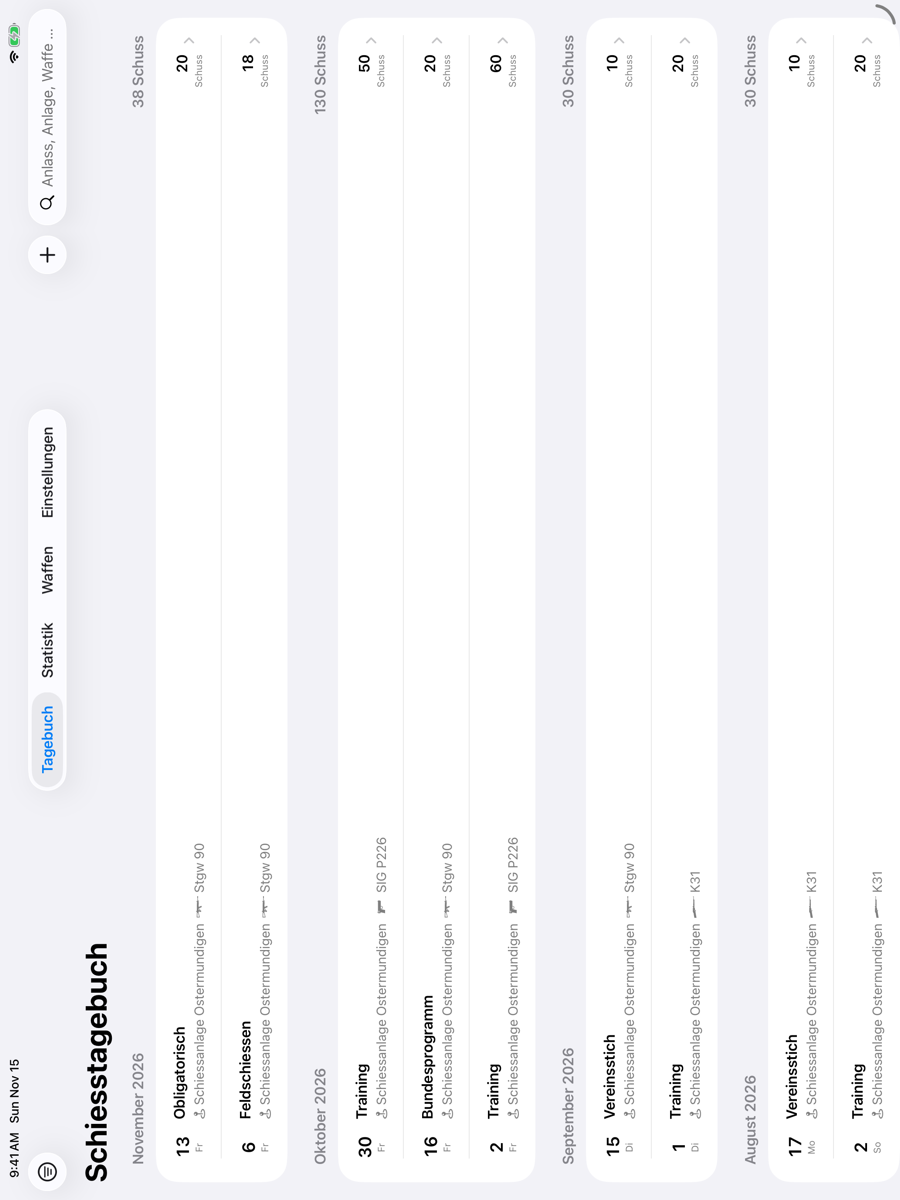 9:41 AM Sun Nov 15
Tagebuch Statistik Waffen Einstellungen
Anlass, Anlage, Waffe ...
Schiesstagebuch
November 2026 38 Schuss
13 Obligatorisch 20
Fr Schiessanlage Ostermundigen Stgw 90 Schuss
6 Feldschiessen 18
Fr Schiessanlage Ostermundigen Stgw 90 Schuss
Oktober 2026 130 Schuss
30 Training 50
Fr Schiessanlage Ostermundigen SIG P226 Schuss
16 Bundesprogramm 20
Fr Schiessanlage Ostermundigen Stgw 90 Schuss
2 Training 60
Fr Schiessanlage Ostermundigen SIG P226 Schuss
September 2026 30 Schuss
15 Vereinsstich 10
Di Schiessanlage Ostermundigen Stgw 90 Schuss
1 Training 20
Di Schiessanlage Ostermundigen K31 Schuss
August 2026 30 Schuss
17 Vereinsstich 10
Mo Schiessanlage Ostermundigen K31 Schuss
2 Training 20
So Schiessanlage Ostermundigen K31 Schuss